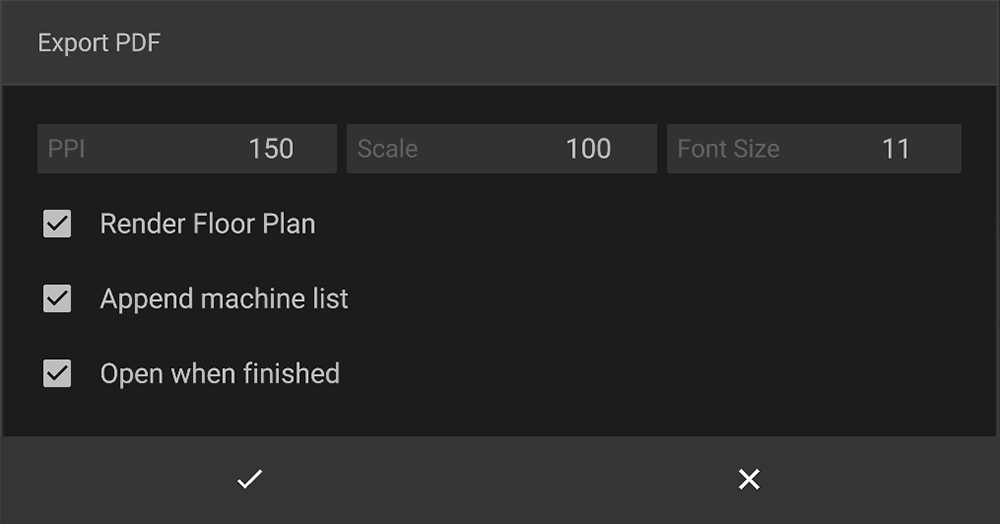 Export PDF
PPI 150 Scale 100 Font Size 11
Render Floor Plan
Append machine list
Open when finished